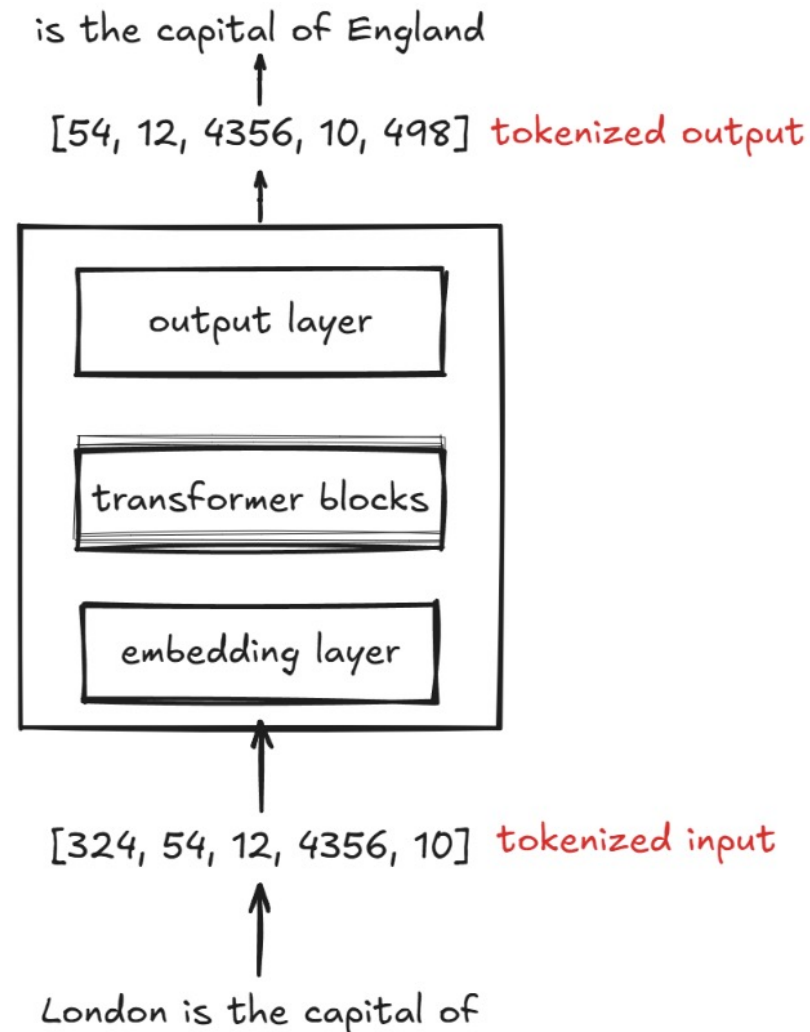 is the capital of England
[54, 12, 4356, 10, 498] tokenized output
output layer
transformer blocks
embedding layer
[324, 54, 12, 4356, 10] tokenized input
London is the capital of